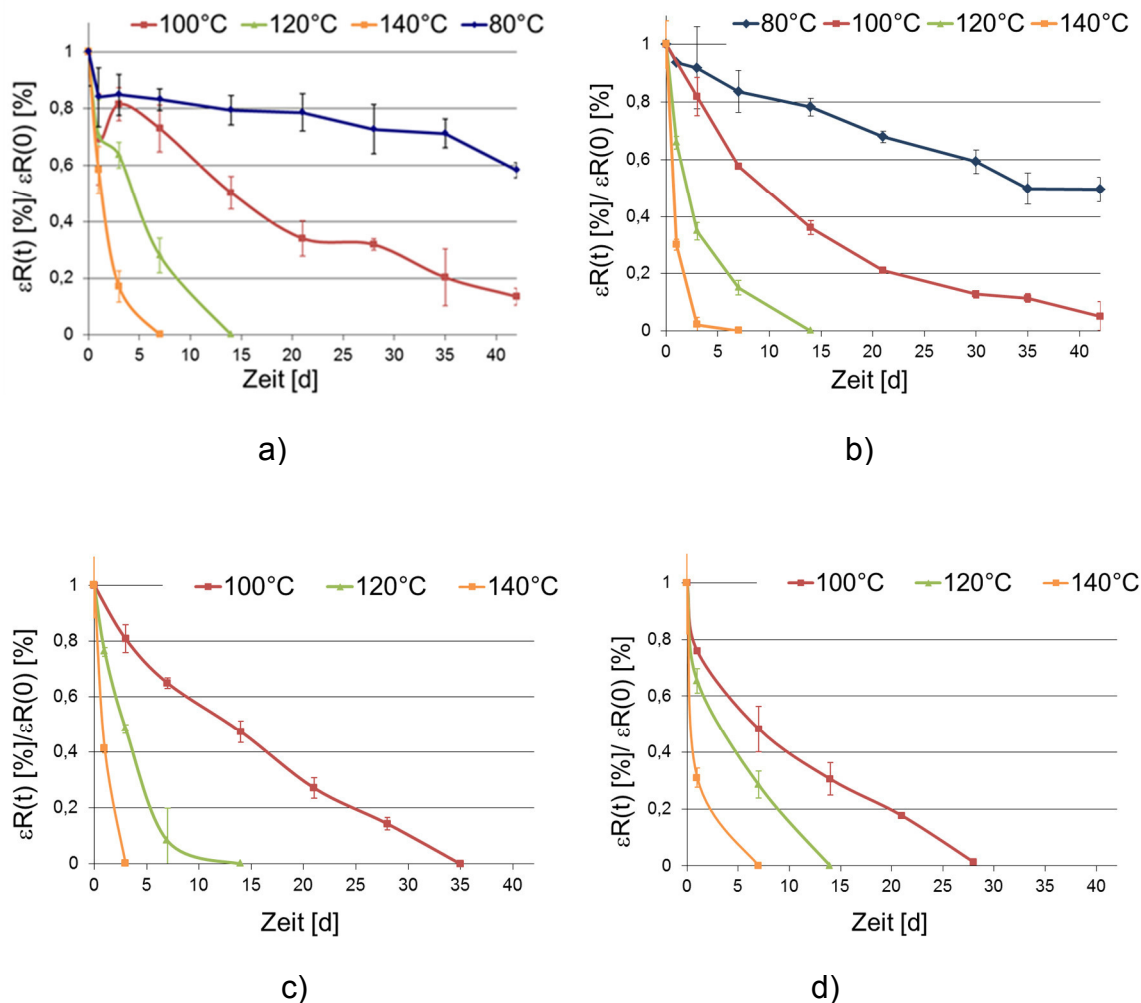 100°C 120°C 140°C 80°C
εR(t) [%]/ εR(0) [%]
1
0,8
0,6
0,4
0,2
0
0 5 10 15 20 25 30 35 40
Zeit [d]
a)
80°C 100°C 120°C 140°C
εR(t) [%]/ εR(0) [%]
1
0,8
0,6
0,4
0,2
0
0 5 10 15 20 25 30 35 40
Zeit [d]
b)
100°C 120°C 140°C
εR(t) [%]/εR(0) [%]
1
0,8
0,6
0,4
0,2
0
0 5 10 15 20 25 30 35 40
Zeit [d]
c)
100°C 120°C 140°C
εR(t) [%]/ εR(0) [%]
1
0,8
0,6
0,4
0,2
0
0 5 10 15 20 25 30 35 40
Zeit [d]
d)